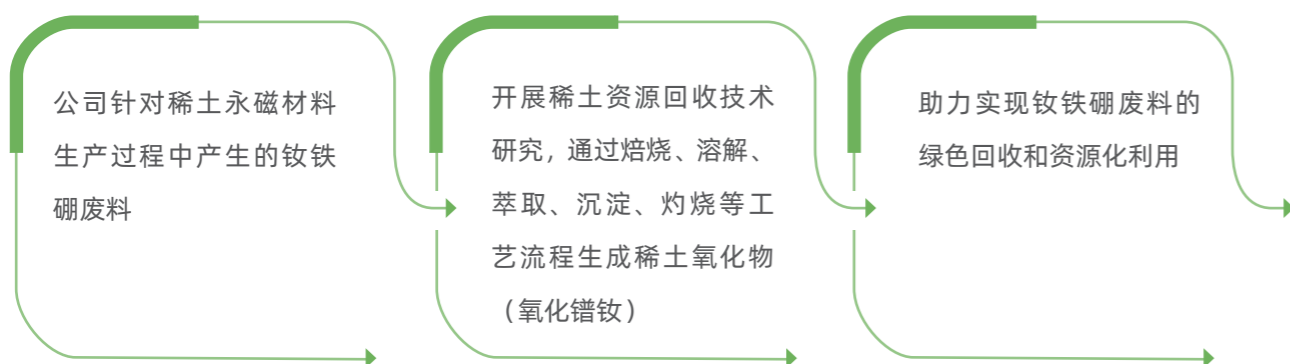 公司针对稀土永磁材料
生产过程中产生的钕铁
硼废料
开展稀土资源回收技术
研究，通过焙烧、溶解、
萃取、沉淀、灼烧等工
艺流程生成稀土氧化物
（氧化镨钕）
助力实现钕铁硼废料的
绿色回收和资源化利用